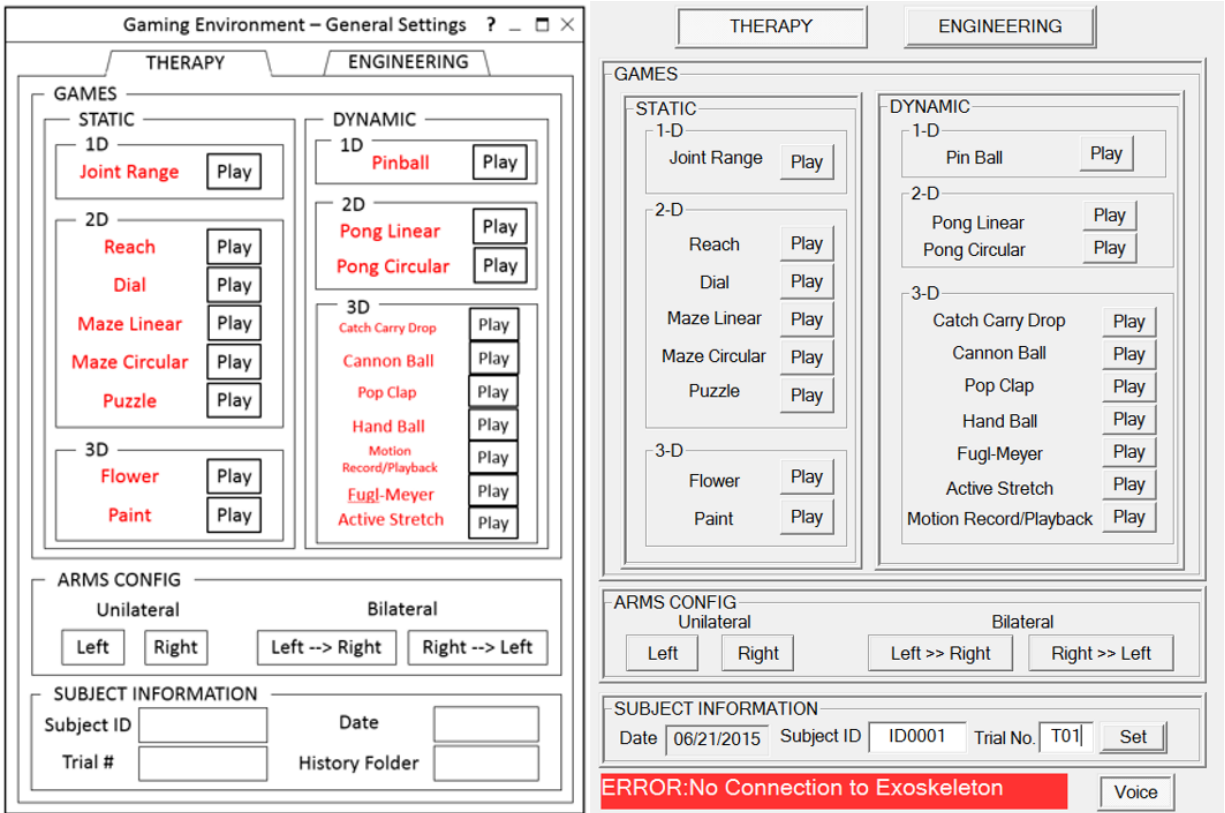 Gaming Environment – General Settings ? _ □ ×
THERAPY
ENGINEERING
GAMES
STATIC
1D
Joint Range Play
2D
Reach Play
Dial Play
Maze Linear Play
Maze Circular Play
Puzzle Play
3D
Flower Play
Paint Play
DYNAMIC
1D
Pinball Play
2D
Pong Linear Play
Pong Circular Play
3D
Catch Carry Drop Play
Cannon Ball Play
Pop Clap Play
Hand Ball Play
Motion
Record/Playback Play
Fugl-Meyer Play
Active Stretch Play
ARMS CONFIG
Unilateral Bilateral
Left Right Left --> Right Right --> Left
SUBJECT INFORMATION
Subject ID Date
Trial # History Folder
THERAPY
ENGINEERING
GAMES
STATIC
1-D
Joint Range Play
2-D
Reach Play
Dial Play
Maze Linear Play
Maze Circular Play
Puzzle Play
3-D
Flower Play
Paint Play
DYNAMIC
1-D
Pin Ball Play
2-D
Pong Linear Play
Pong Circular Play
3-D
Catch Carry Drop Play
Cannon Ball Play
Pop Clap Play
Hand Ball Play
Fugl-Meyer Play
Active Stretch Play
Motion Record/Playback Play
ARMS CONFIG
Unilateral Bilateral
Left Right Left >> Right Right >> Left
SUBJECT INFORMATION
Date 06/21/2015 Subject ID ID0001 Trial No. T01 Set
ERROR:No Connection to Exoskeleton Voice